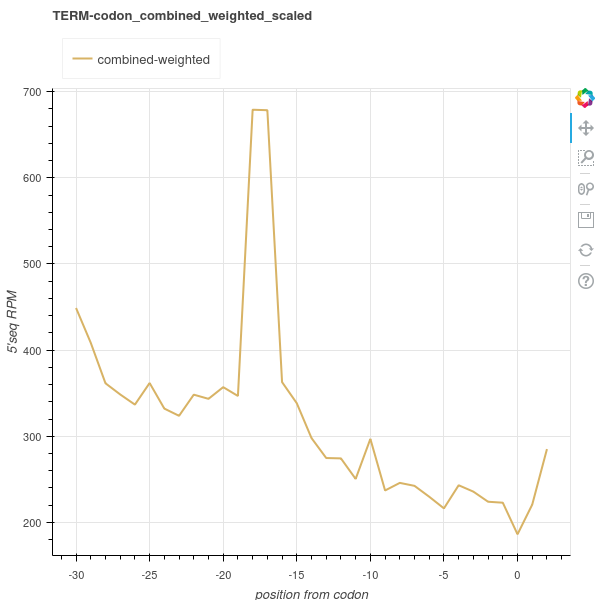 TERM-codon_combined_weighted_scaled
combined-weighted
700
600
500
400
300
200
5'seq RPM
-30 -25 -20 -15 -10 -5 0
position from codon